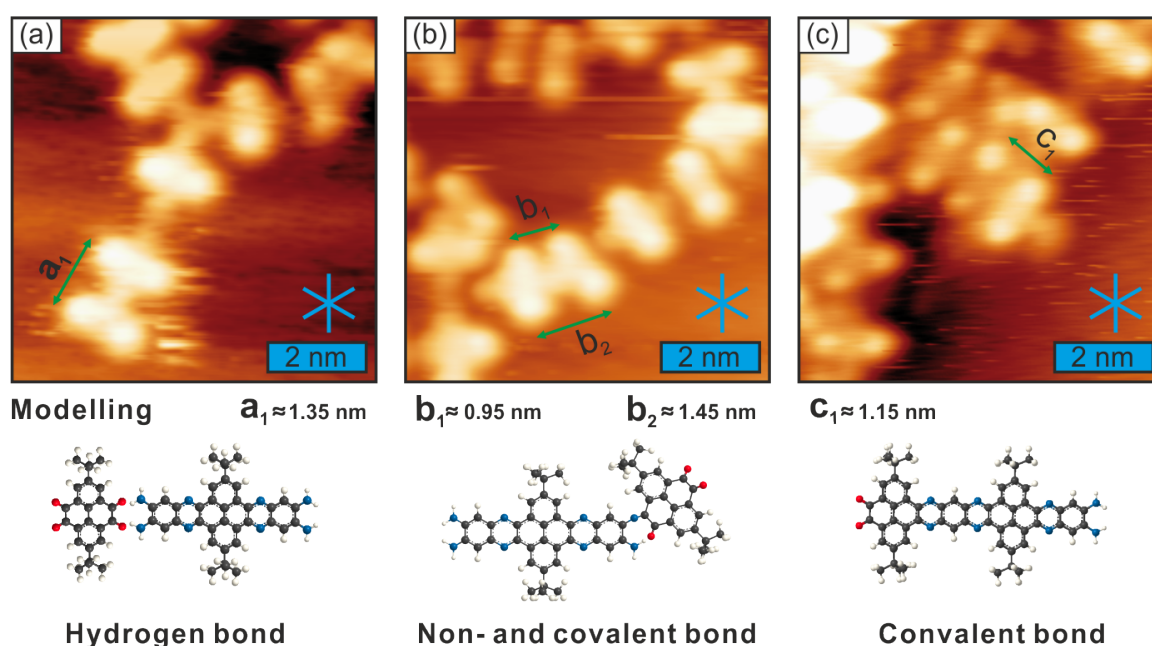 (a)
(b)
(c)
a1
b1
b2
c1
2 nm
2 nm
2 nm
Modelling
a1≈1.35 nm
b1≈0.95 nm
b2≈1.45 nm
c1≈1.15 nm
Hydrogen bond
Non- and covalent bond
Convalent bond